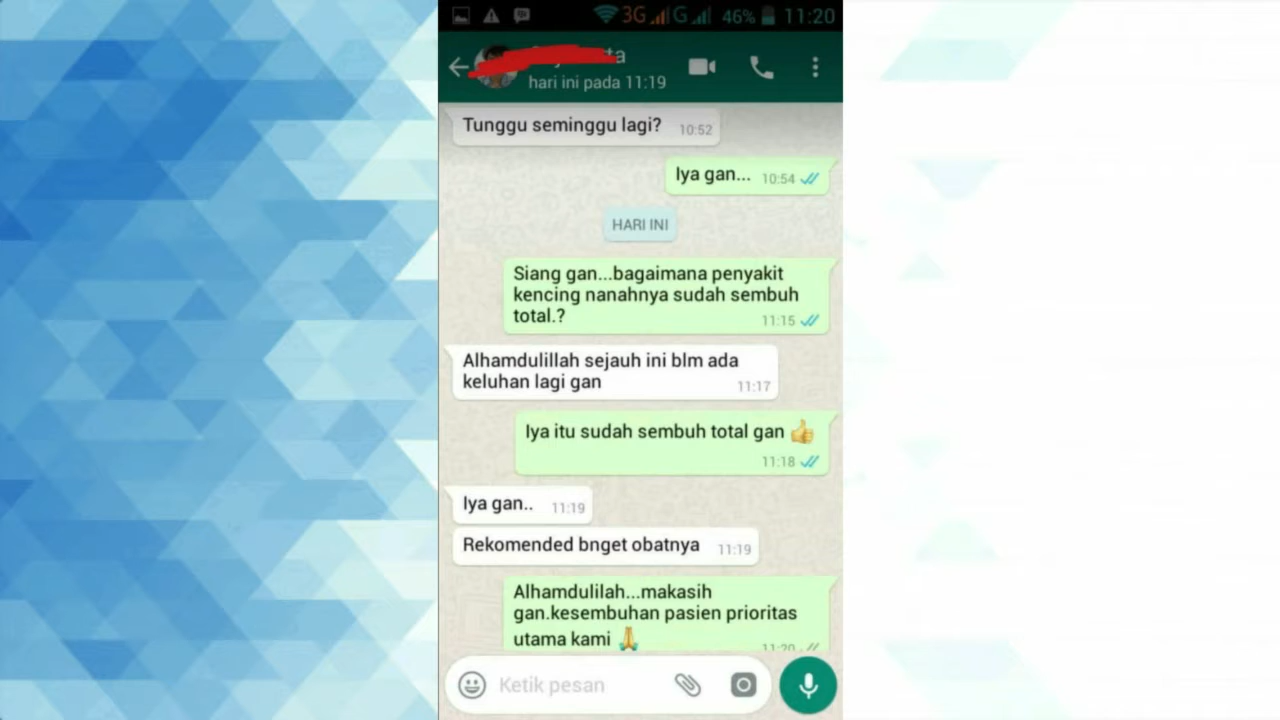 3G G 46% 11:20
hari ini pada 11:19
Tunggu seminggu lagi? 10:52
Iya gan... 10:54
HARI INI
Siang gan...bagaimana penyakit
kencing nanahnya sudah sembuh
total.? 11:15
Alhamdulillah sejauh ini blm ada
keluhan lagi gan 11:17
Iya itu sudah sembuh total gan 👍
11:18
Iya gan.. 11:19
Rekomended bnget obatnya 11:19
Alhamdulilah...makasih
gan.kesembuhan pasien prioritas
utama kami 🙏 11:20
Ketik pesan